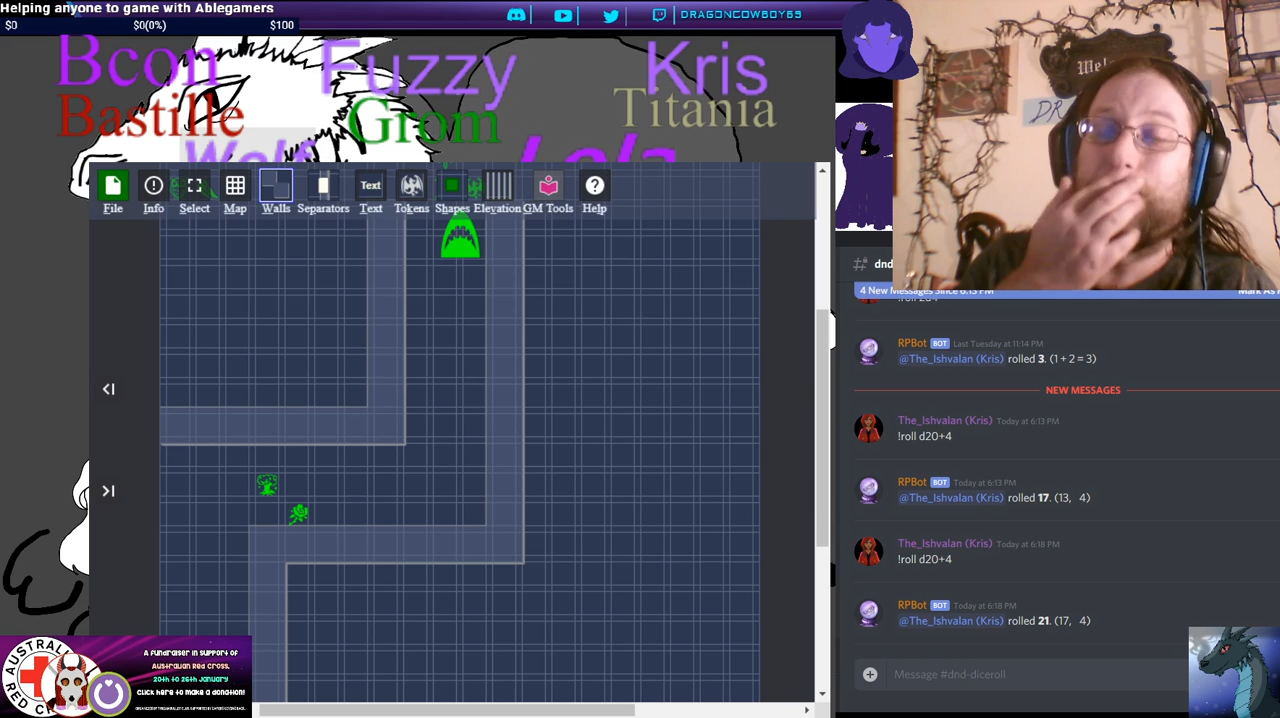 Helping anyone to game with Ablegamers
$0 $0(0%) $100
DRAGONCOWBOY69
Bcon Fuzzy Kris
Bastille Grom Titania
File Info Select Map Walls Separators Text Text Tokens Shapes Elevation GM Tools Help
# dnd
4 New Messages Since 6:13 PM
RPBot BOT Last Tuesday at 11:14 PM
@The_Ishvalan (Kris) rolled 3. (1 + 2 = 3)
NEW MESSAGES
The_Ishvalan (Kris) Today at 6:13 PM
!roll d20+4
RPBot BOT Today at 6:13 PM
@The_Ishvalan (Kris) rolled 17. (13, 4)
The_Ishvalan (Kris) Today at 6:18 PM
!roll d20+4
RPBot BOT Today at 6:18 PM
@The_Ishvalan (Kris) rolled 21. (17, 4)
Message #dnd-diceroll
A fundraiser in support of
Australian Red Cross.
20th to 26th January
Click here to make a donation!